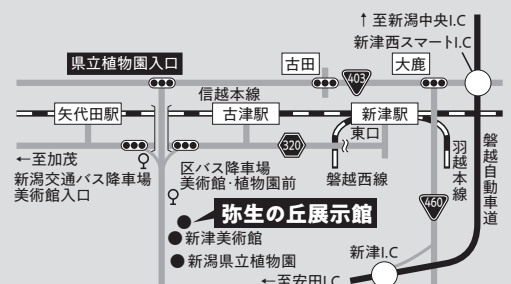 ↑至新潟中央I.C
新津西スマートI.C
県立植物園入口
古田
大鹿
403
信越本線
矢代田駅
古津駅
新津駅
東口
320
←至加茂
新潟交通バス降車場
美術館入口
区バス降車場
美術館・植物園前
磐越西線
羽越本線
磐越自動車道
460
弥生の丘展示館
新津美術館
新潟県立植物園
新津I.C
←至安田I.C